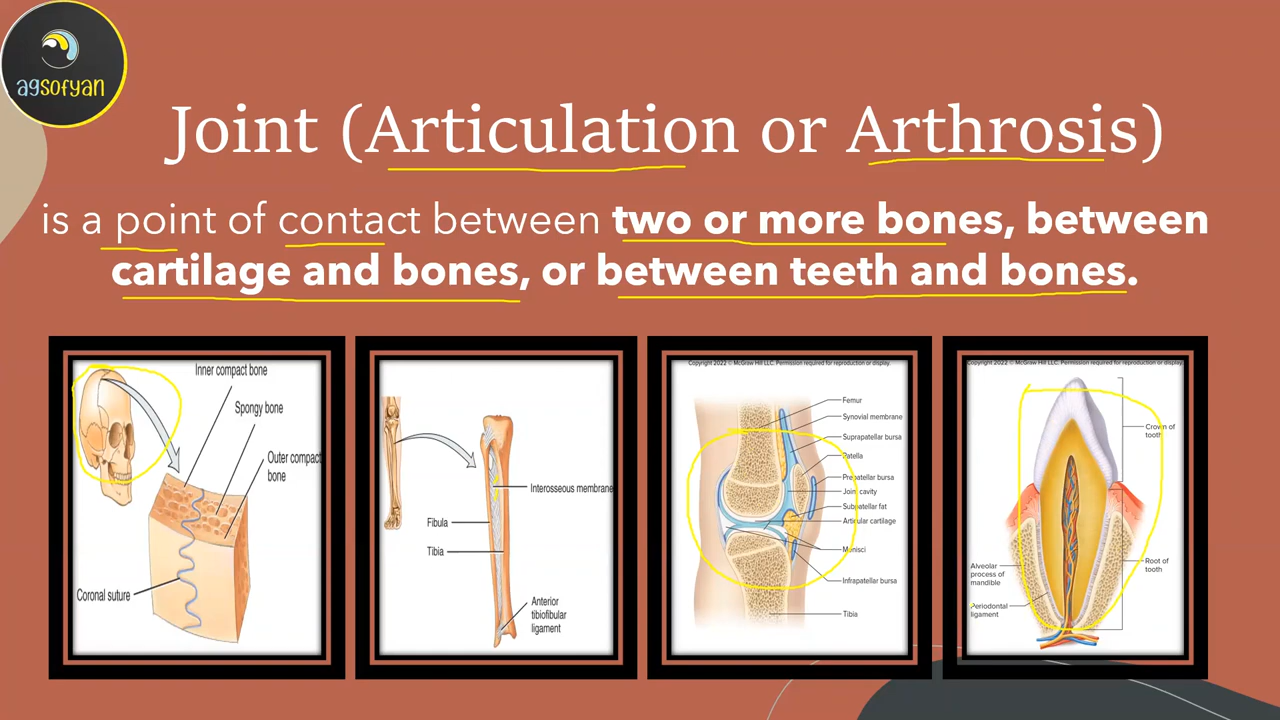 agsofyan
Joint (Articulation or Arthrosis)
is a point of contact between two or more bones, between
cartilage and bones, or between teeth and bones.
Inner compact bone
Spongy bone
Outer compact
bone
Coronal suture
Interosseous membrane
Fibula
Tibia
Anterior
tibiofibular
ligament
Copyright 2022 © McGraw Hill LLC. Permission required for reproduction or display.
Femur
Synovial membrane
Suprapatellar bursa
Patella
Prepatellar bursa
Joint cavity
Subpatellar fat
Articular cartilage
Menisci
Infrapatellar bursa
Tibia
Copyright 2022 © McGraw Hill LLC. Permission required for reproduction or display.
Crown of
tooth
Root of
tooth
Alveolar
process of
mandible
Periodontal
ligament